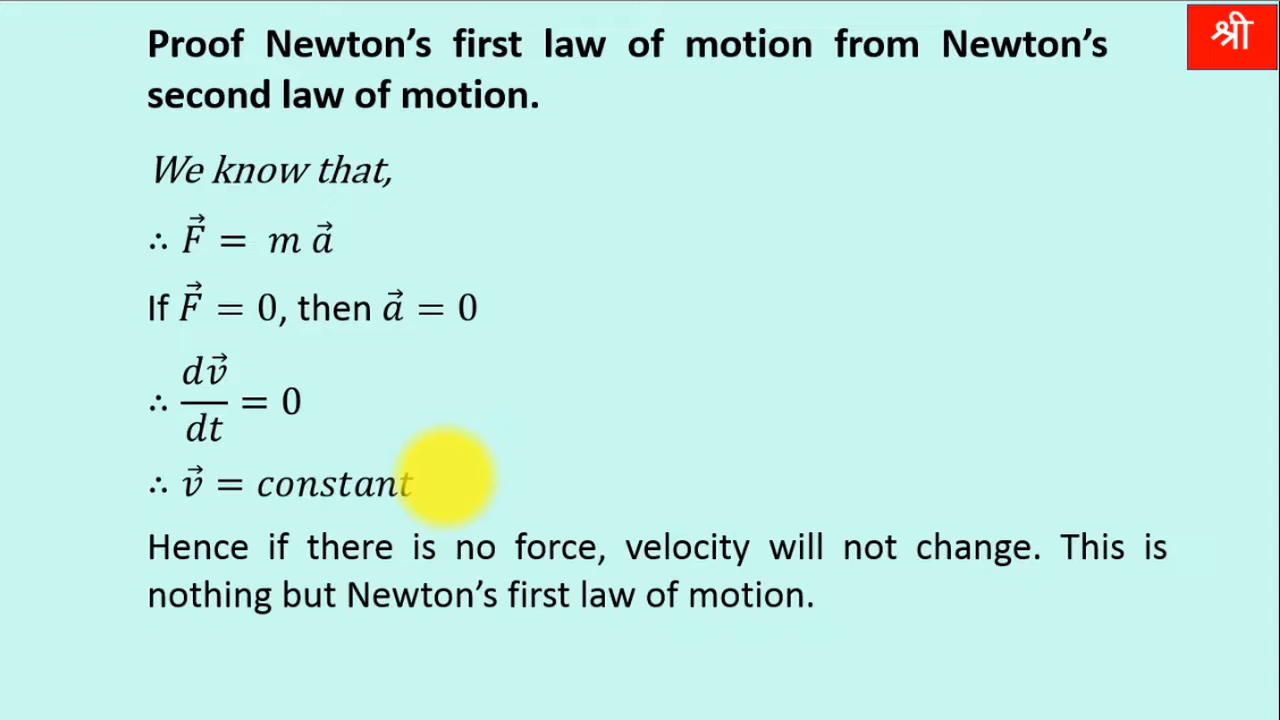 Proof Newton’s first law of motion from Newton’s
श्री
second law of motion.
We know that,
∴ F⃗ = m a⃗
If F⃗ = 0, then a⃗ = 0
∴ dv⃗/dt = 0
∴ v⃗ = constant
Hence if there is no force, velocity will not change. This is
nothing but Newton’s first law of motion.